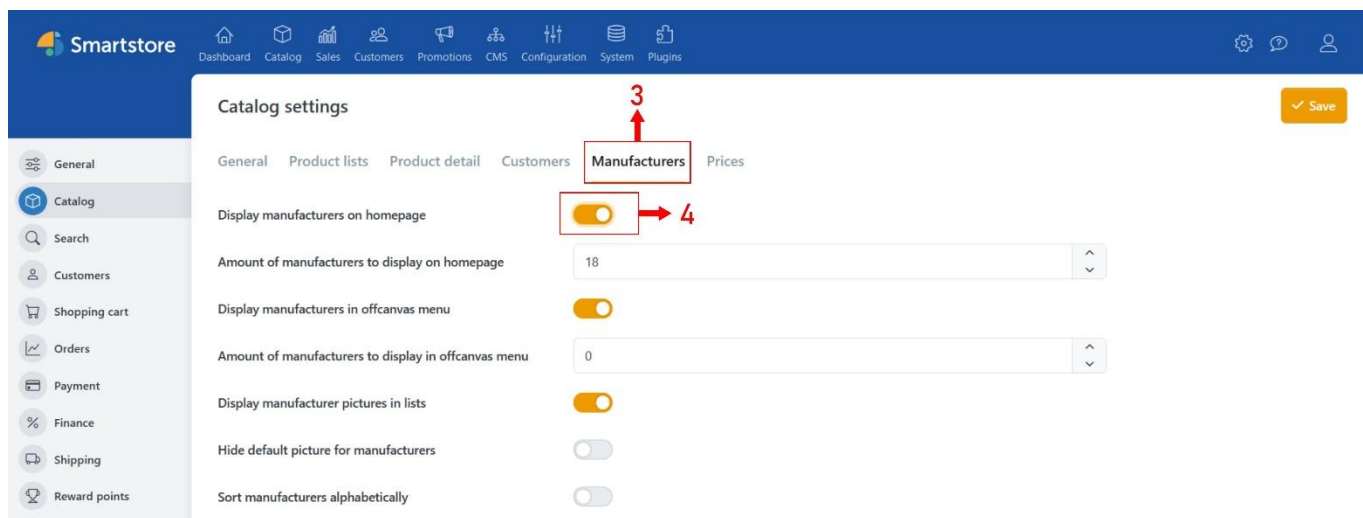 Smartstore
Dashboard Catalog Sales Customers Promotions CMS Configuration System Plugins
Catalog settings
3
Save
General Product lists Product detail Customers Manufacturers Prices
General
Catalog
Search
Customers
Shopping cart
Orders
Payment
Finance
Shipping
Reward points
Display manufacturers on homepage
4
Amount of manufacturers to display on homepage 18
Display manufacturers in offcanvas menu
Amount of manufacturers to display in offcanvas menu 0
Display manufacturer pictures in lists
Hide default picture for manufacturers
Sort manufacturers alphabetically